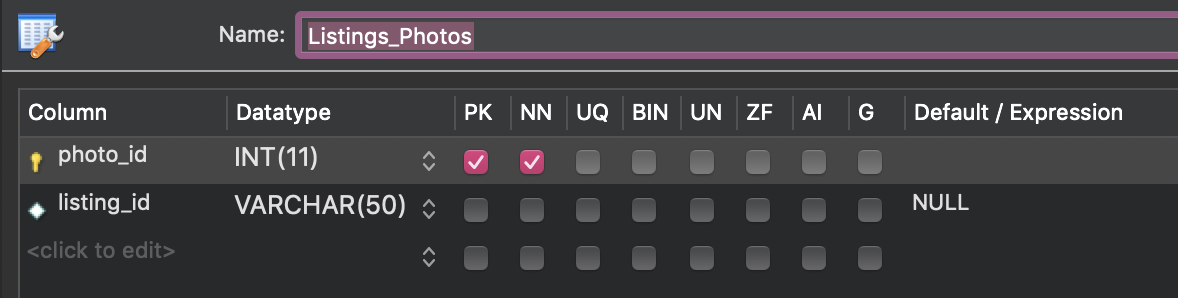 Name: Listings_Photos
Column Datatype PK NN UQ BIN UN ZF AI G Default / Expression
photo_id INT(11)
listing_id VARCHAR(50) NULL
<click to edit>